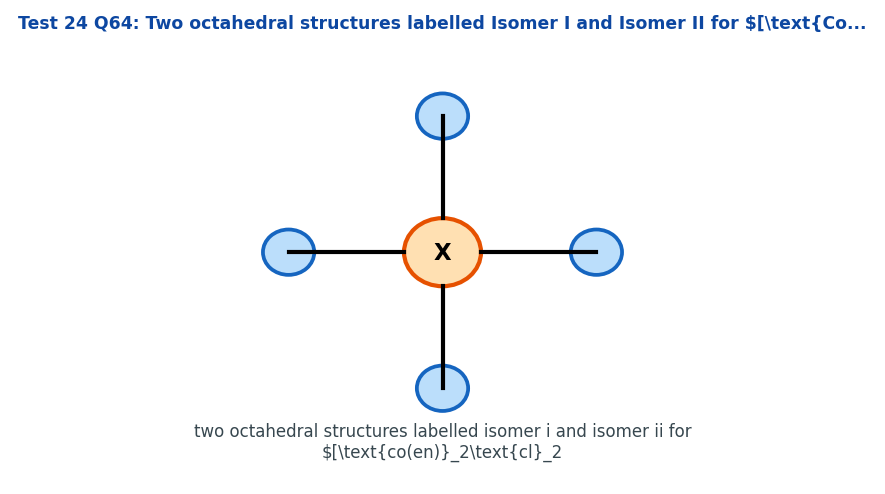 Test 24 Q64: Two octahedral structures labelled Isomer I and Isomer II for $[\text{Co...
X
two octahedral structures labelled isomer i and isomer ii for
$[\text{co(en)}_2\text{cl}_2